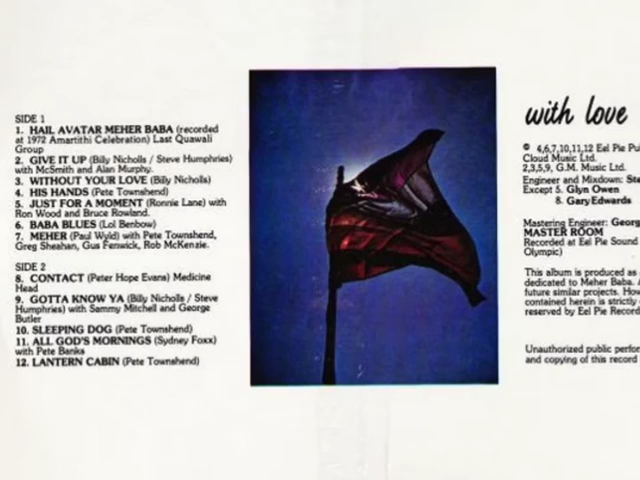 SIDE 1
1. HAIL AVATAR MEHER BABA (recorded
at 1972 Amartithi Celebration) Last Quawali
Group
2. GIVE IT UP (Billy Nicholls / Steve Humphries)
with McSmith and Alan Murphy.
3. WITHOUT YOUR LOVE (Billy Nicholls)
4. HIS HANDS (Pete Townshend)
5. JUST FOR A MOMENT (Ronnie Lane) with
Ron Wood and Bruce Rowland.
6. BABA BLUES (Lol Benbow)
7. MEHER (Paul Wyld) with Pete Townshend,
Greg Sheahan, Gus Fenwick, Rob McKenzie.
SIDE 2
8. CONTACT (Peter Hope Evans) Medicine
Head
9. GOTTA KNOW YA (Billy Nicholls / Steve
Humphries) with Sammy Mitchell and George
Butler
10. SLEEPING DOG (Pete Townshend)
11. ALL GOD'S MORNINGS (Sydney Foxx)
with Pete Banks
12. LANTERN CABIN (Pete Townshend)
with love
℗ 4,6,7,10,11,12 Eel Pie Pu
Cloud Music Ltd.
2,3,5,9, G.M. Music Ltd.
Engineer and Mixdown: Ste
Except 5. Glyn Owen
8. Gary Edwards
Mastering Engineer: Georg
MASTER ROOM
Recorded at Eel Pie Sound
Olympic)
This album is produced as
dedicated to Meher Baba. A
future similar projects. How
contained herein is strictly
reserved by Eel Pie Record
Unauthorized public perfor
and copying of this record